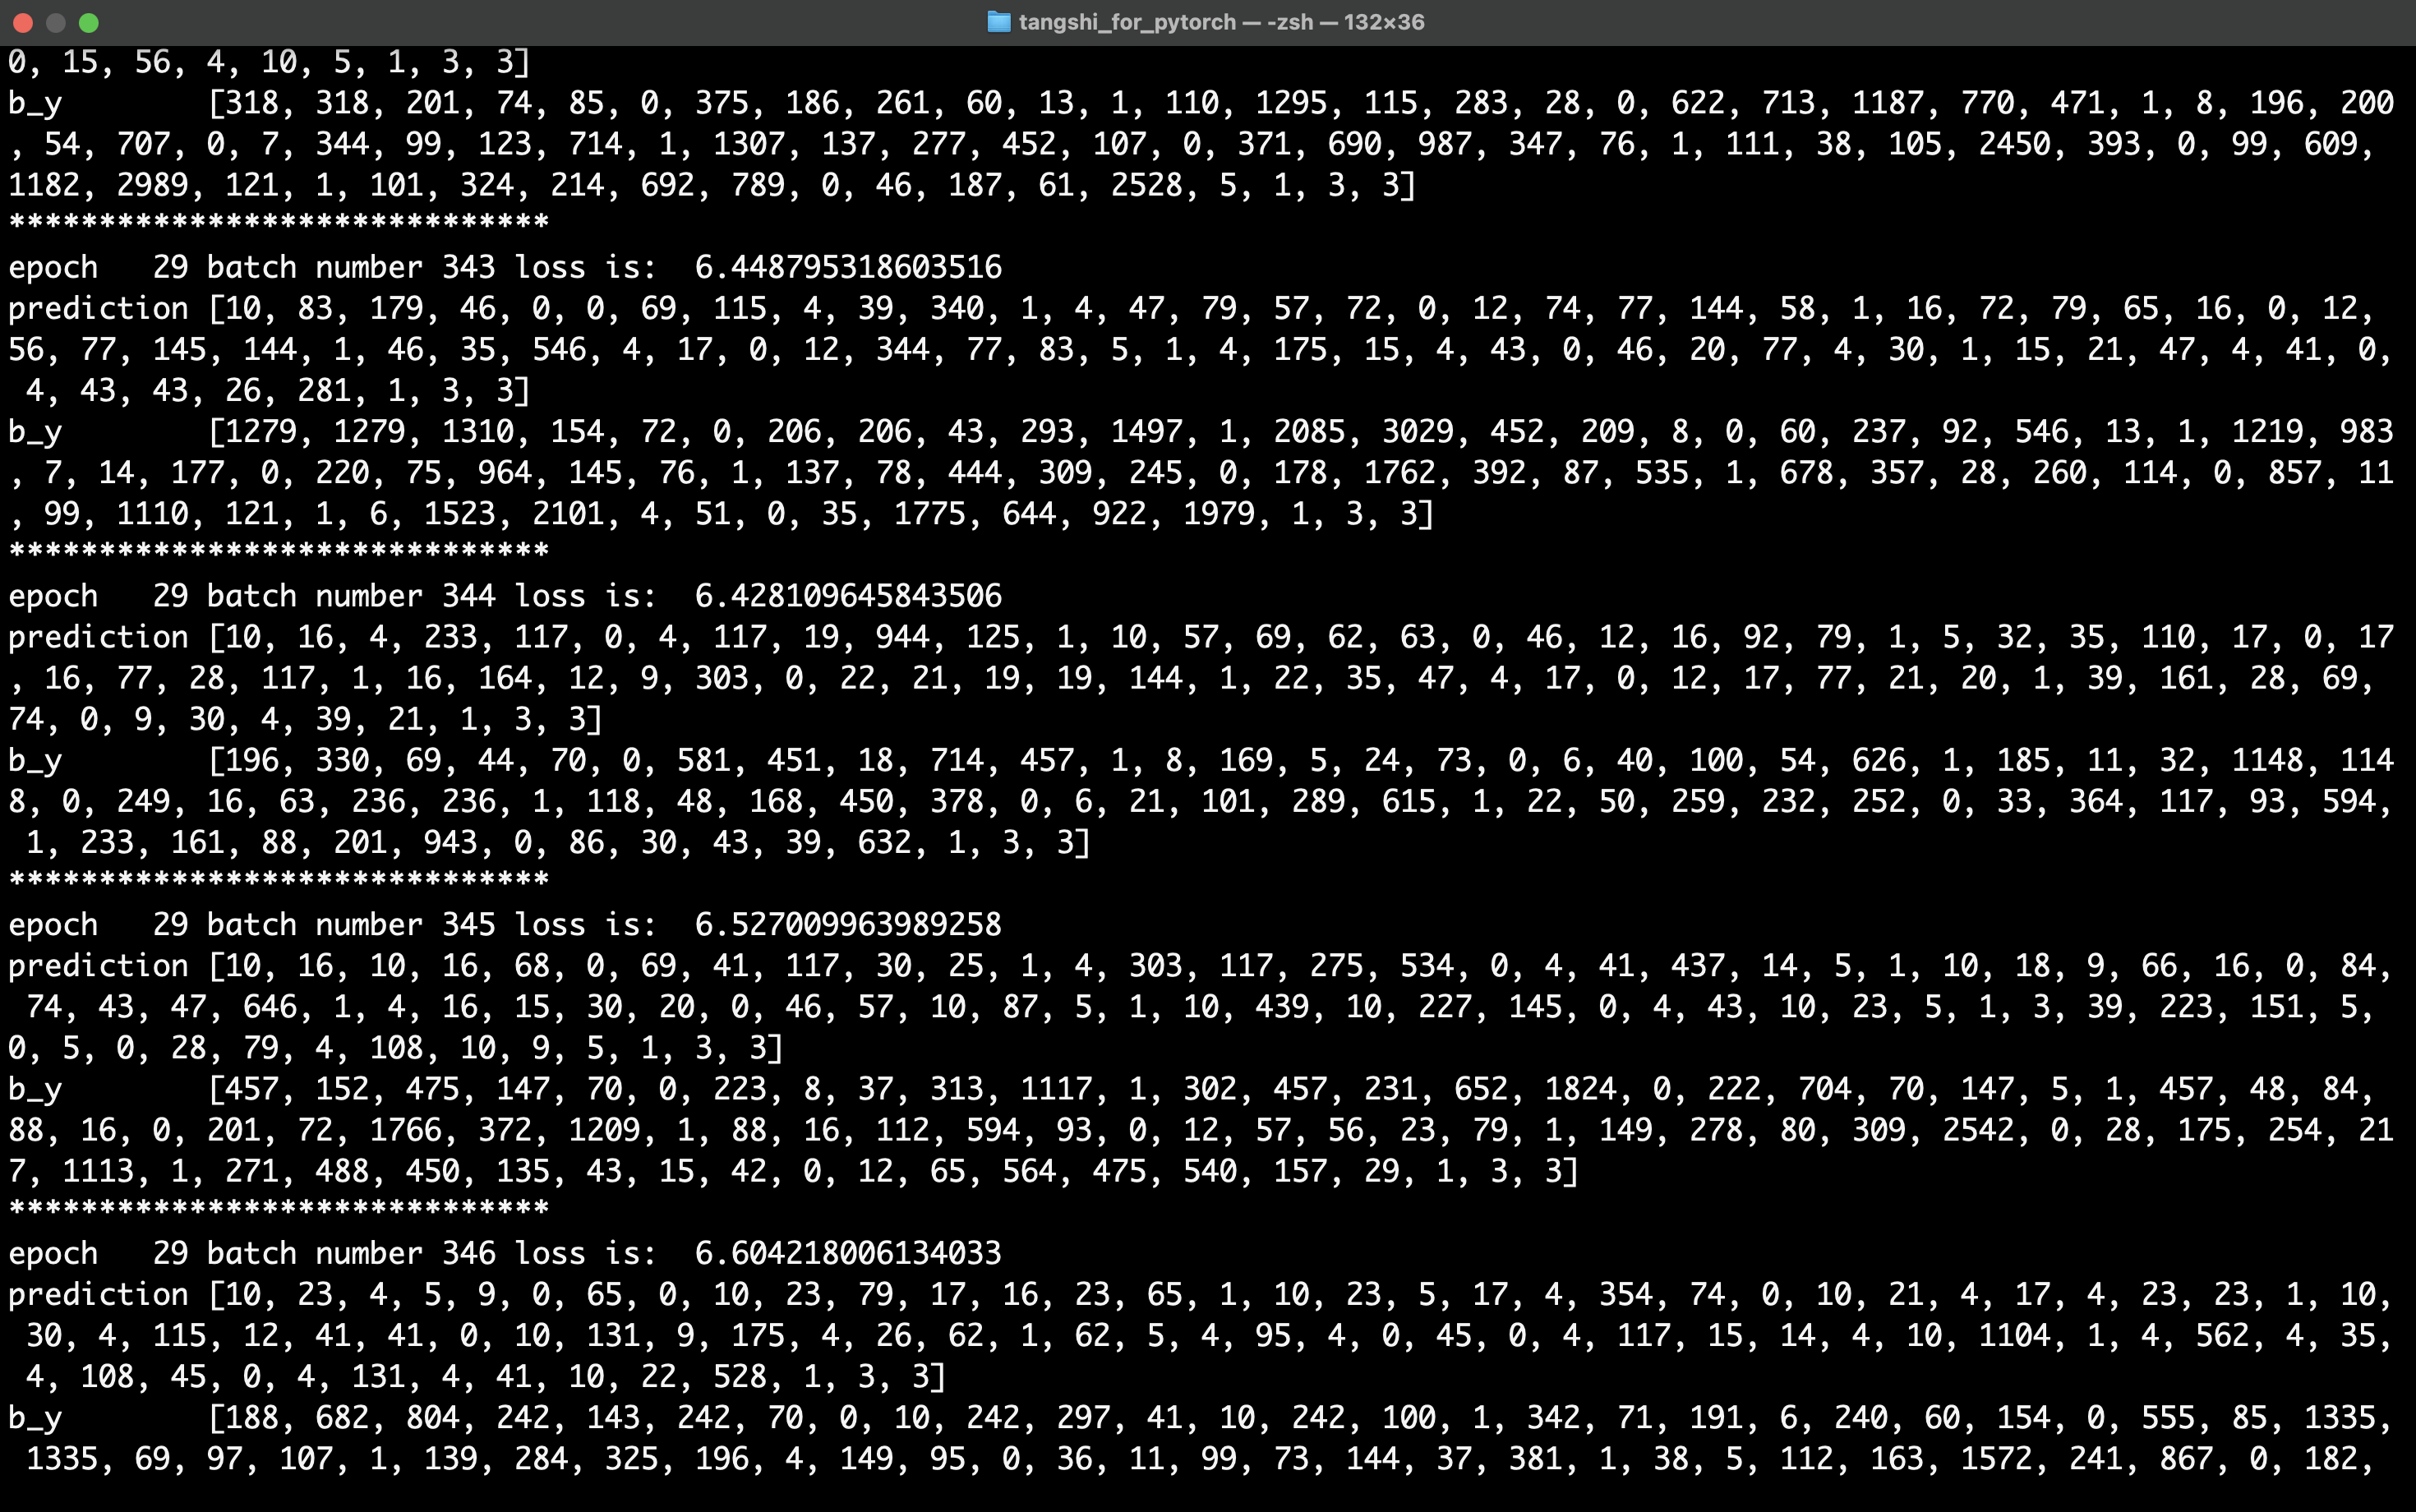 tangshi_for_pytorch — -zsh — 132×36
0, 15, 56, 4, 10, 5, 1, 3, 3]
b_y        [318, 318, 201, 74, 85, 0, 375, 186, 261, 60, 13, 1, 110, 1295, 115, 283, 28, 0, 622, 713, 1187, 770, 471, 1, 8, 196, 200
, 54, 707, 0, 7, 344, 99, 123, 714, 1, 1307, 137, 277, 452, 107, 0, 371, 690, 987, 347, 76, 1, 111, 38, 105, 2450, 393, 0, 99, 609,
1182, 2989, 121, 1, 101, 324, 214, 692, 789, 0, 46, 187, 61, 2528, 5, 1, 3, 3]
******************************
epoch   29 batch number 343 loss is:  6.448795318603516
prediction [10, 83, 179, 46, 0, 0, 69, 115, 4, 39, 340, 1, 4, 47, 79, 57, 72, 0, 12, 74, 77, 144, 58, 1, 16, 72, 79, 65, 16, 0, 12,
56, 77, 145, 144, 1, 46, 35, 546, 4, 17, 0, 12, 344, 77, 83, 5, 1, 4, 175, 15, 4, 43, 0, 46, 20, 77, 4, 30, 1, 15, 21, 47, 4, 41, 0,
 4, 43, 43, 26, 281, 1, 3, 3]
b_y        [1279, 1279, 1310, 154, 72, 0, 206, 206, 43, 293, 1497, 1, 2085, 3029, 452, 209, 8, 0, 60, 237, 92, 546, 13, 1, 1219, 983
, 7, 14, 177, 0, 220, 75, 964, 145, 76, 1, 137, 78, 444, 309, 245, 0, 178, 1762, 392, 87, 535, 1, 678, 357, 28, 260, 114, 0, 857, 11
, 99, 1110, 121, 1, 6, 1523, 2101, 4, 51, 0, 35, 1775, 644, 922, 1979, 1, 3, 3]
******************************
epoch   29 batch number 344 loss is:  6.428109645843506
prediction [10, 16, 4, 233, 117, 0, 4, 117, 19, 944, 125, 1, 10, 57, 69, 62, 63, 0, 46, 12, 16, 92, 79, 1, 5, 32, 35, 110, 17, 0, 17
, 16, 77, 28, 117, 1, 16, 164, 12, 9, 303, 0, 22, 21, 19, 19, 144, 1, 22, 35, 47, 4, 17, 0, 12, 17, 77, 21, 20, 1, 39, 161, 28, 69,
74, 0, 9, 30, 4, 39, 21, 1, 3, 3]
b_y        [196, 330, 69, 44, 70, 0, 581, 451, 18, 714, 457, 1, 8, 169, 5, 24, 73, 0, 6, 40, 100, 54, 626, 1, 185, 11, 32, 1148, 114
8, 0, 249, 16, 63, 236, 236, 1, 118, 48, 168, 450, 378, 0, 6, 21, 101, 289, 615, 1, 22, 50, 259, 232, 252, 0, 33, 364, 117, 93, 594,
 1, 233, 161, 88, 201, 943, 0, 86, 30, 43, 39, 632, 1, 3, 3]
******************************
epoch   29 batch number 345 loss is:  6.527009963989258
prediction [10, 16, 10, 16, 68, 0, 69, 41, 117, 30, 25, 1, 4, 303, 117, 275, 534, 0, 4, 41, 437, 14, 5, 1, 10, 18, 9, 66, 16, 0, 84,
 74, 43, 47, 646, 1, 4, 16, 15, 30, 20, 0, 46, 57, 10, 87, 5, 1, 10, 439, 10, 227, 145, 0, 4, 43, 10, 23, 5, 1, 3, 39, 223, 151, 5,
0, 5, 0, 28, 79, 4, 108, 10, 9, 5, 1, 3, 3]
b_y        [457, 152, 475, 147, 70, 0, 223, 8, 37, 313, 1117, 1, 302, 457, 231, 652, 1824, 0, 222, 704, 70, 147, 5, 1, 457, 48, 84,
88, 16, 0, 201, 72, 1766, 372, 1209, 1, 88, 16, 112, 594, 93, 0, 12, 57, 56, 23, 79, 1, 149, 278, 80, 309, 2542, 0, 28, 175, 254, 21
7, 1113, 1, 271, 488, 450, 135, 43, 15, 42, 0, 12, 65, 564, 475, 540, 157, 29, 1, 3, 3]
******************************
epoch   29 batch number 346 loss is:  6.604218006134033
prediction [10, 23, 4, 5, 9, 0, 65, 0, 10, 23, 79, 17, 16, 23, 65, 1, 10, 23, 5, 17, 4, 354, 74, 0, 10, 21, 4, 17, 4, 23, 23, 1, 10,
 30, 4, 115, 12, 41, 41, 0, 10, 131, 9, 175, 4, 26, 62, 1, 62, 5, 4, 95, 4, 0, 45, 0, 4, 117, 15, 14, 4, 10, 1104, 1, 4, 562, 4, 35,
 4, 108, 45, 0, 4, 131, 4, 41, 10, 22, 528, 1, 3, 3]
b_y        [188, 682, 804, 242, 143, 242, 70, 0, 10, 242, 297, 41, 10, 242, 100, 1, 342, 71, 191, 6, 240, 60, 154, 0, 555, 85, 1335,
 1335, 69, 97, 107, 1, 139, 284, 325, 196, 4, 149, 95, 0, 36, 11, 99, 73, 144, 37, 381, 1, 38, 5, 112, 163, 1572, 241, 867, 0, 182,